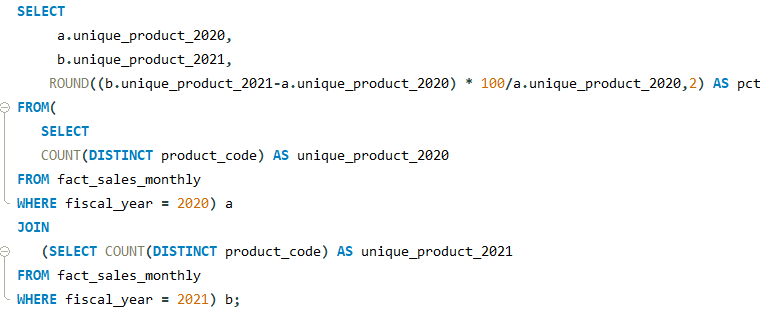 SELECT
a.unique_product_2020,
b.unique_product_2021,
ROUND((b.unique_product_2021-a.unique_product_2020) * 100/a.unique_product_2020,2) AS pct
FROM(
SELECT
COUNT(DISTINCT product_code) AS unique_product_2020
FROM fact_sales_monthly
WHERE fiscal_year = 2020) a
JOIN
(SELECT COUNT(DISTINCT product_code) AS unique_product_2021
FROM fact_sales_monthly
WHERE fiscal_year = 2021) b;